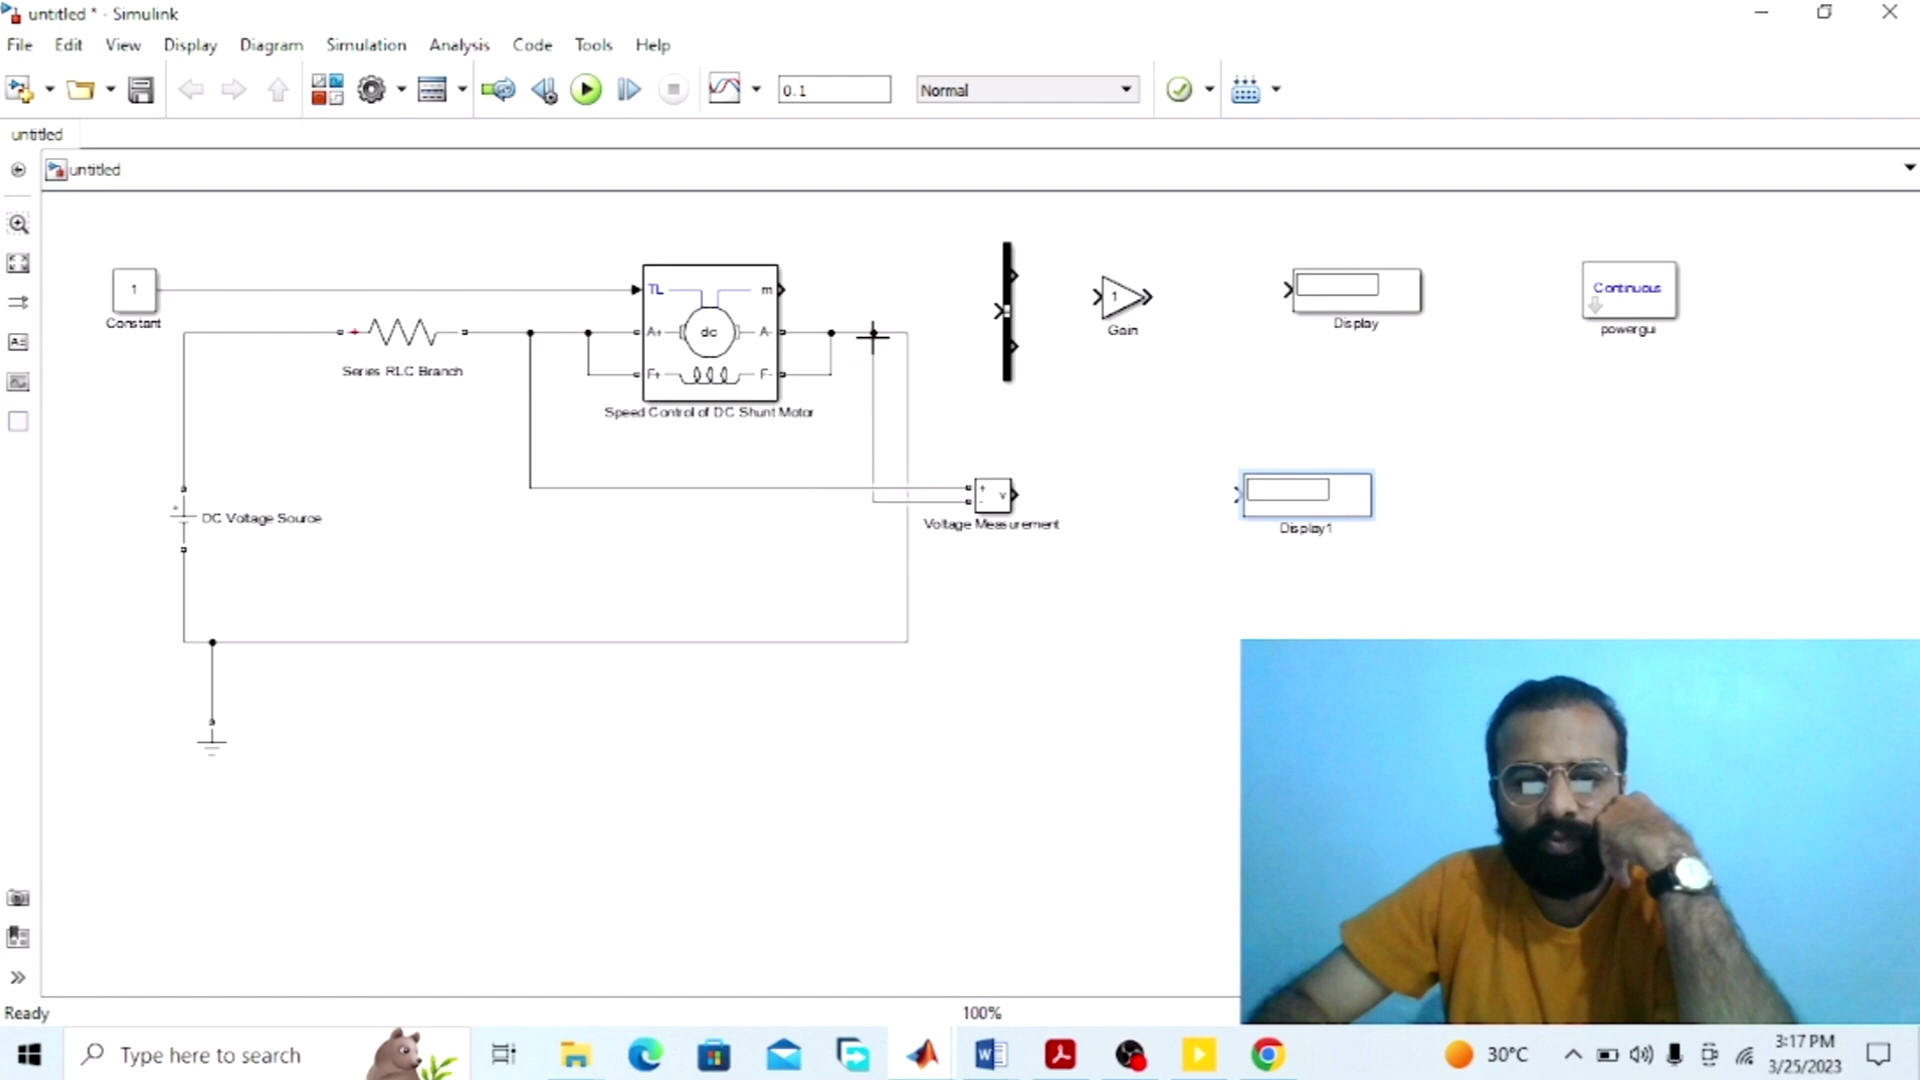 untitled * - Simulink
File Edit View Display Diagram Simulation Analysis Code Tools Help
0.1 Normal
untitled
untitled
1
Constant
TL m
A+ dc A-
F+ F-
Speed Control of DC Shunt Motor
Series RLC Branch
DC Voltage Source
+ v
-
Voltage Measurement
1
Gain
Display
Continuous
powergui
Display1
Ready 100%
Type here to search
30°C
3:17 PM
3/25/2023